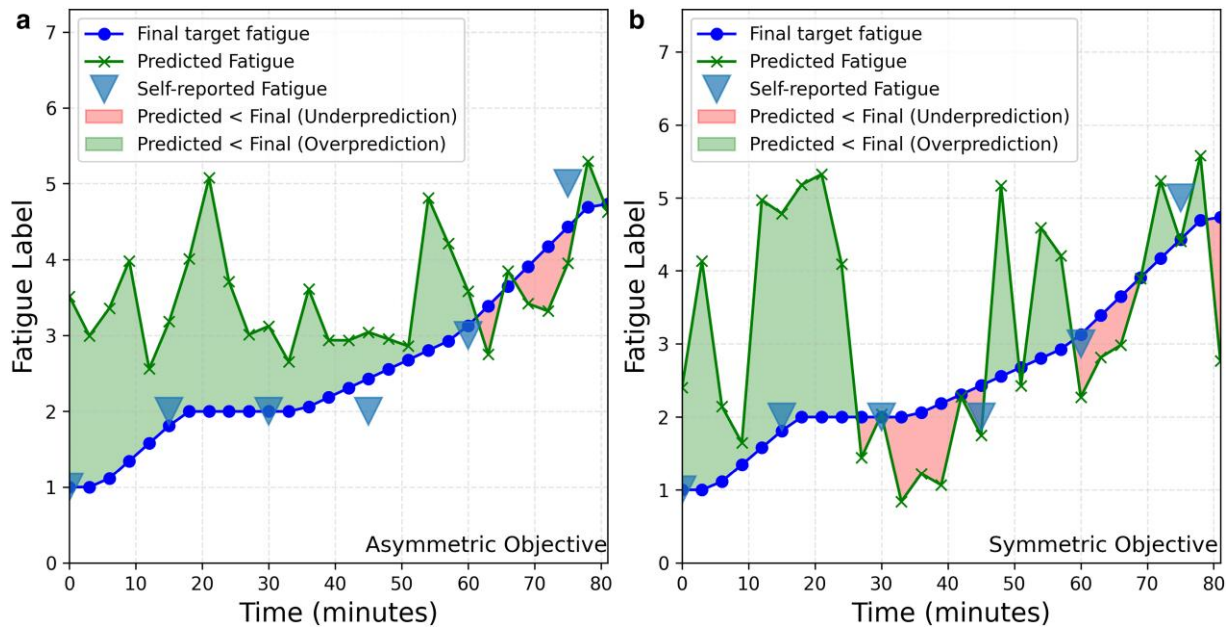 a
Final target fatigue
Predicted Fatigue
Self-reported Fatigue
Predicted < Final (Underprediction)
Predicted < Final (Overprediction)
7
6
5
4
3
2
1
0
Fatigue Label
Asymmetric Objective
0 10 20 30 40 50 60 70 80
Time (minutes)
b
Final target fatigue
Predicted Fatigue
Self-reported Fatigue
Predicted < Final (Underprediction)
Predicted < Final (Overprediction)
7
6
5
4
3
2
1
0
Fatigue Label
Symmetric Objective
0 10 20 30 40 50 60 70 80
Time (minutes)